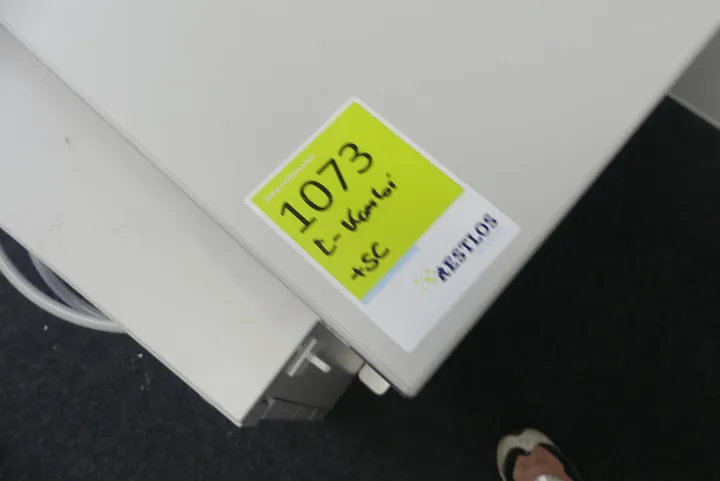 1073
L-Kombi
+SC
RESTLOS